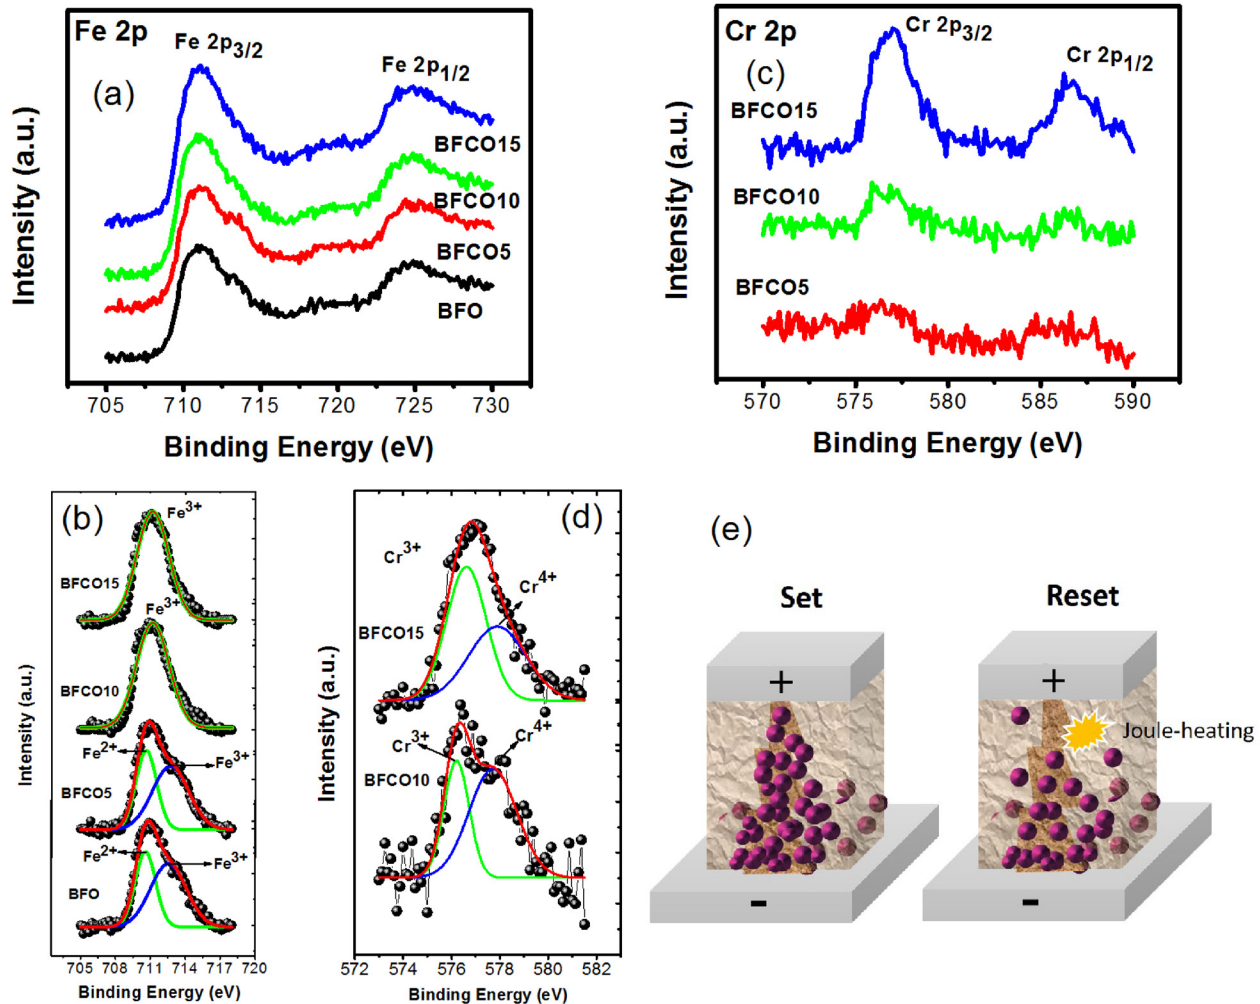 Fe 2p
Fe 2p3/2
Fe 2p1/2
(a)
BFCO15
BFCO10
BFCO5
BFO
Intensity (a.u.)
705 710 715 720 725 730
Binding Energy (eV)
Cr 2p
Cr 2p3/2
Cr 2p1/2
(c)
BFCO15
BFCO10
BFCO5
Intensity (a.u.)
570 575 580 585 590
Binding Energy (eV)
(b)
Fe3+
BFCO15
Fe3+
BFCO10
Fe2+
Fe3+
BFCO5
Fe2+
Fe3+
BFO
Intensity (a.u.)
705 708 711 714 717 720
Binding Energy (eV)
(d)
Cr3+
Cr4+
BFCO15
Cr3+
Cr4+
BFCO10
Intensity (a.u.)
572 574 576 578 580 582
Binding Energy (eV)
(e)
Set
Reset
+
+
Joule-heating
-
-